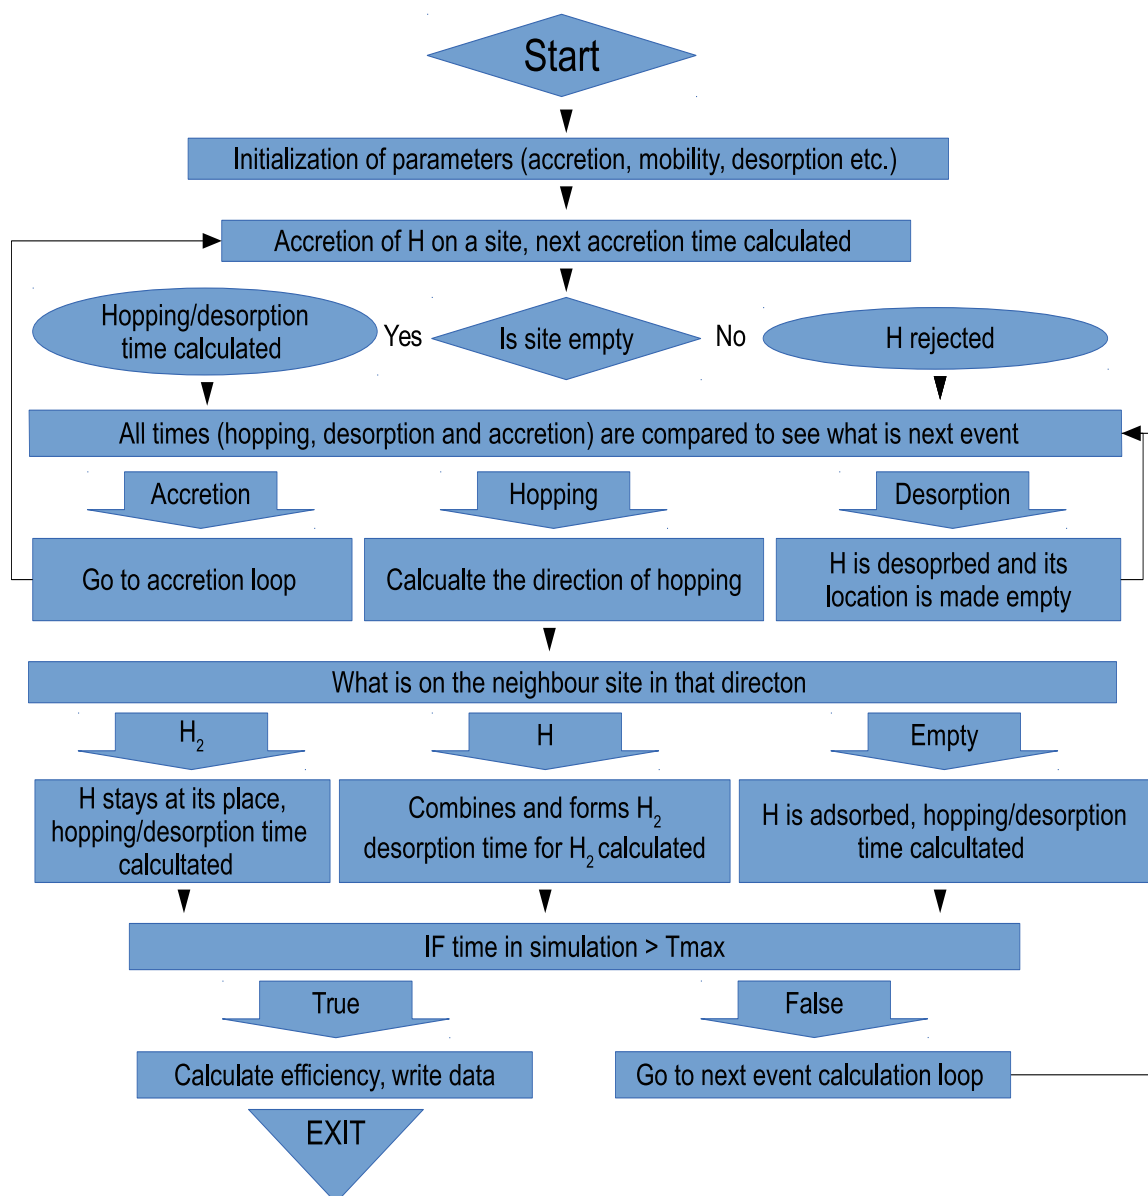 Start
Initialization of parameters (accretion, mobility, desorption etc.)
Accretion of H on a site, next accretion time calculated
Hopping/desorption
time calculated
Yes
Is site empty
No
H rejected
All times (hopping, desorption and accretion) are compared to see what is next event
Accretion
Hopping
Desorption
Go to accretion loop
Calcualte the direction of hopping
H is desoprbed and its
location is made empty
What is on the neighbour site in that directon
H₂
H
Empty
H stays at its place,
hopping/desorption time
calcultated
Combines and forms H₂
desorption time for H₂ calculated
H is adsorbed, hopping/desorption
time calcultated
IF time in simulation > Tmax
True
False
Calculate efficiency, write data
Go to next event calculation loop
EXIT